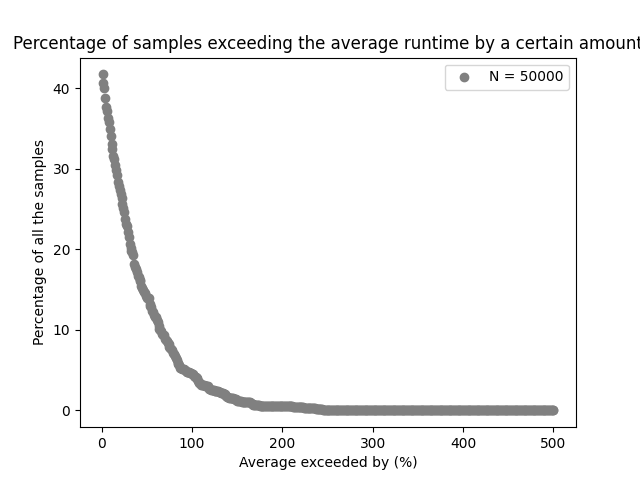 Percentage of samples exceeding the average runtime by a certain amount
N = 50000
Percentage of all the samples
40
30
20
10
0
0 100 200 300 400 500
Average exceeded by (%)